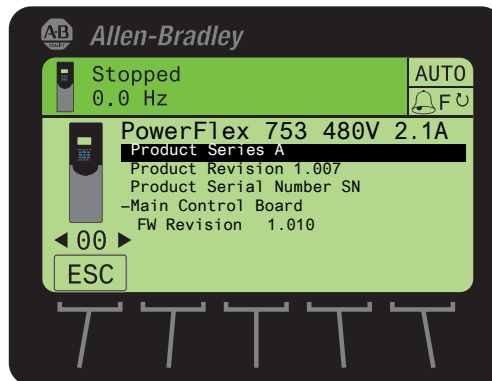 A-B
Allen-Bradley
Stopped
AUTO
0.0 Hz
F
PowerFlex 753 480V 2.1A
Product Series A
Product Revision 1.007
Product Serial Number SN
–Main Control Board
FW Revision 1.010
◀ 00 ▶
ESC